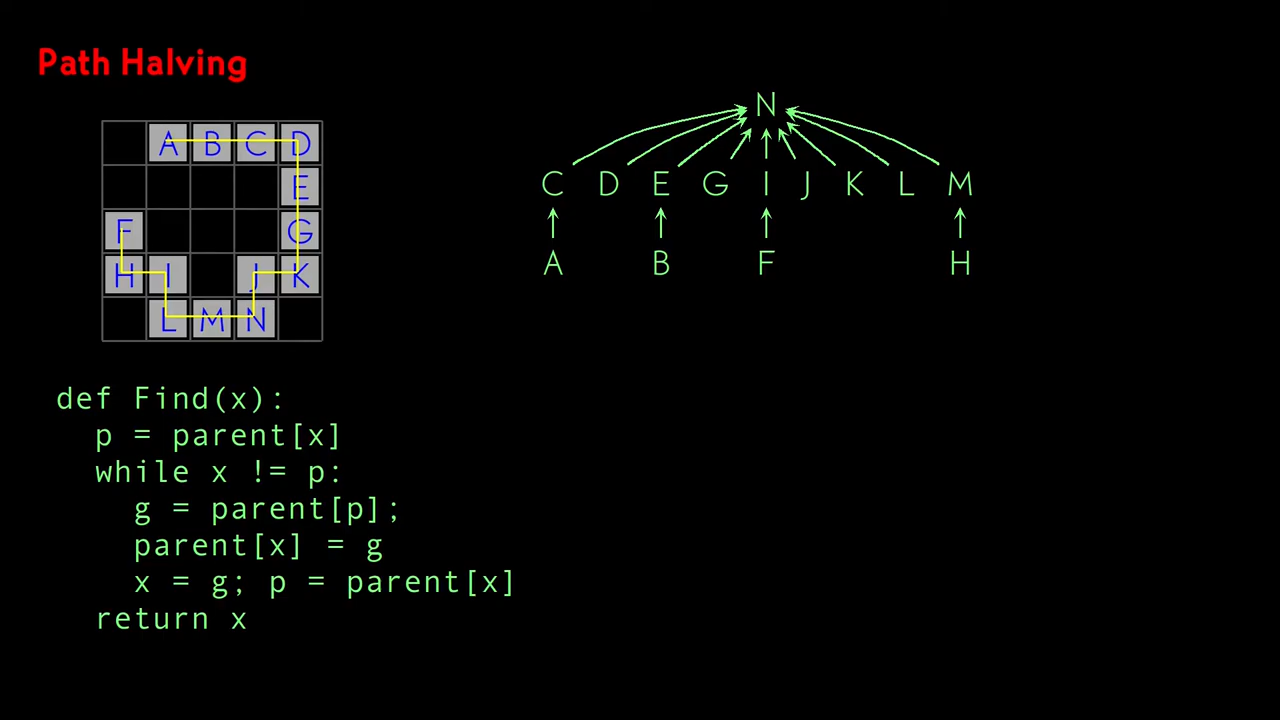 Path Halving
A B C D
E
F G
H I J K
L M N
N
C D E G I J K L M
A B F H
def Find(x):
  p = parent[x]
  while x != p:
    g = parent[p];
    parent[x] = g
    x = g; p = parent[x]
  return x